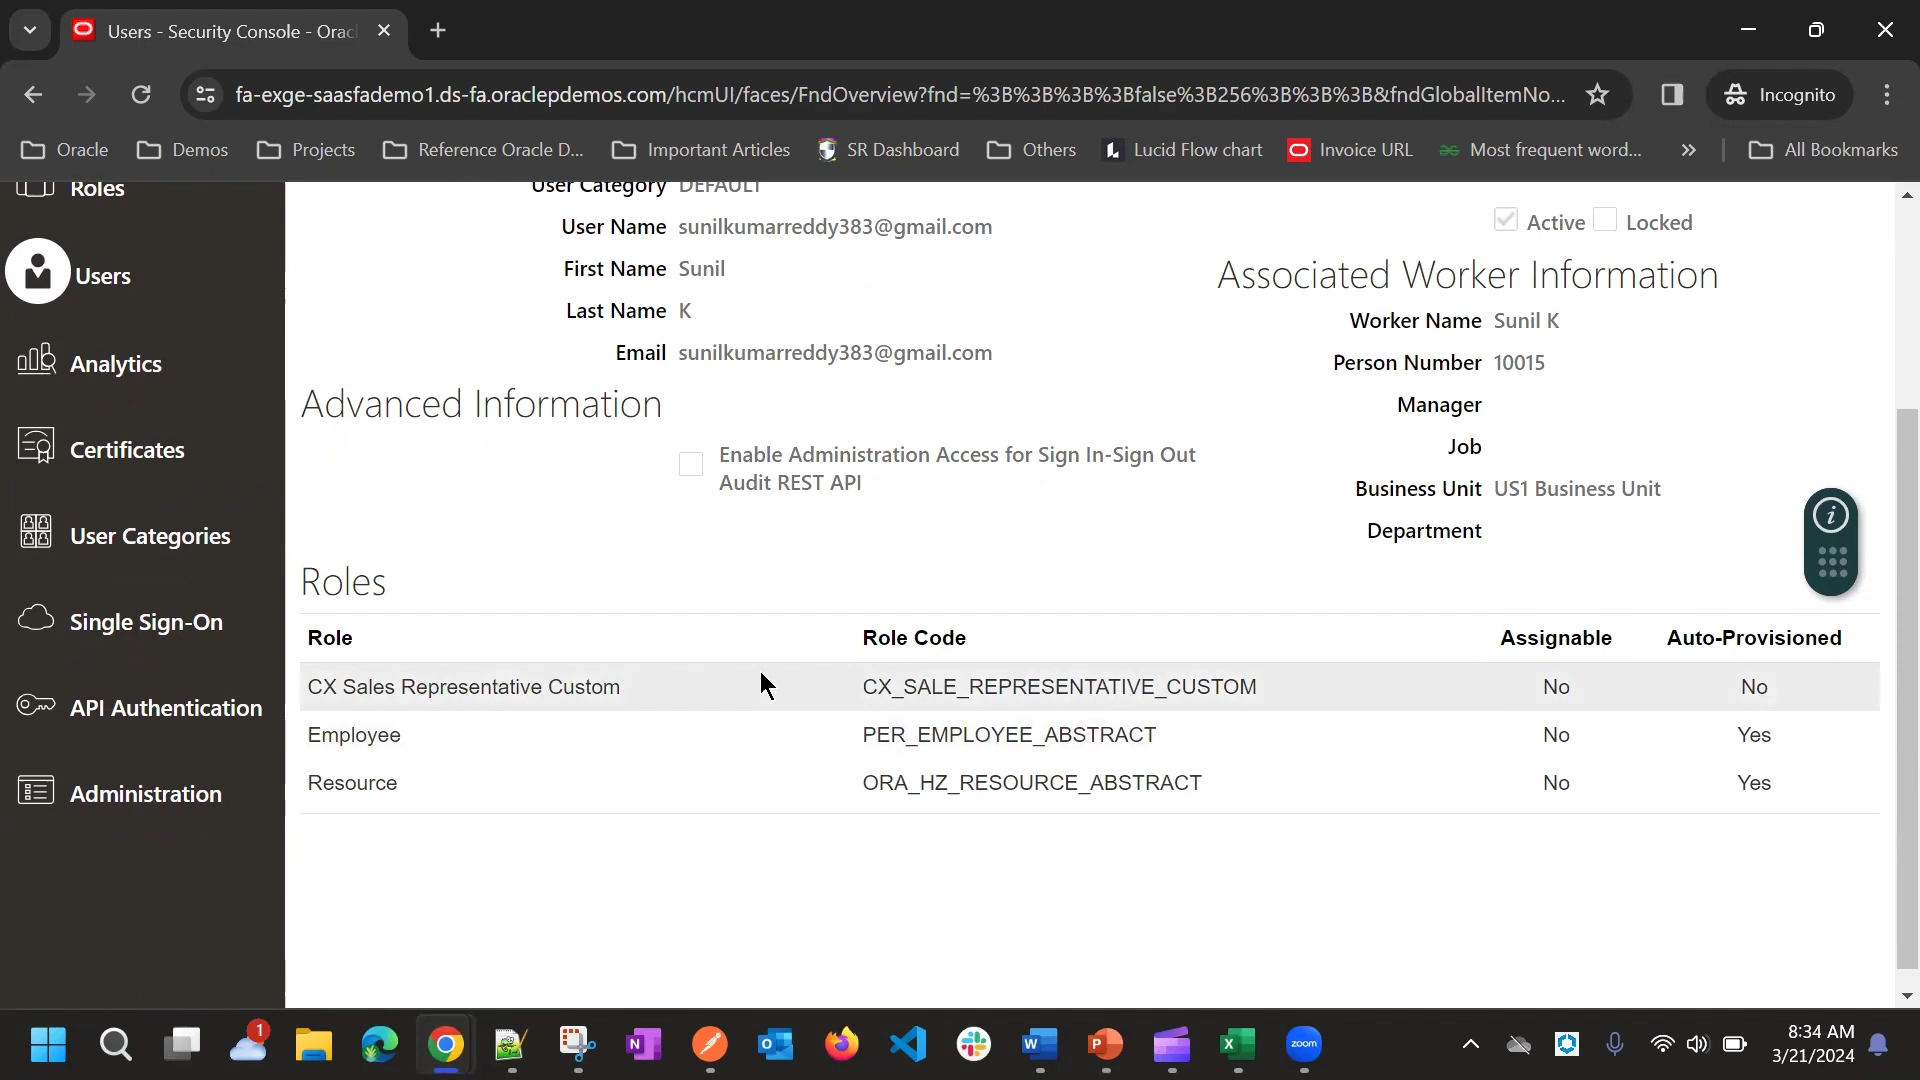 Users - Security Console - Orac
fa-exge-saasfademo1.ds-fa.oraclepdemos.com/hcmUI/faces/FndOverview?fnd=%3B%3B%3B%3Bfalse%3B256%3B%3B%3B&fndGlobalItemNo...
Incognito
Oracle
Demos
Projects
Reference Oracle D...
Important Articles
SR Dashboard
Others
Lucid Flow chart
Invoice URL
Most frequent word...
»
All Bookmarks
Roles
Users
Analytics
Certificates
User Categories
Single Sign-On
API Authentication
Administration
User Category DEFAULT
User Name sunilkumarreddy383@gmail.com
First Name Sunil
Last Name K
Email sunilkumarreddy383@gmail.com
Active Locked
Associated Worker Information
Worker Name Sunil K
Person Number 10015
Manager
Job
Business Unit US1 Business Unit
Department
Advanced Information
Enable Administration Access for Sign In-Sign Out
Audit REST API
Roles
Role Role Code Assignable Auto-Provisioned
CX Sales Representative Custom CX_SALE_REPRESENTATIVE_CUSTOM No No
Employee PER_EMPLOYEE_ABSTRACT No Yes
Resource ORA_HZ_RESOURCE_ABSTRACT No Yes
1
zoom
8:34 AM
3/21/2024